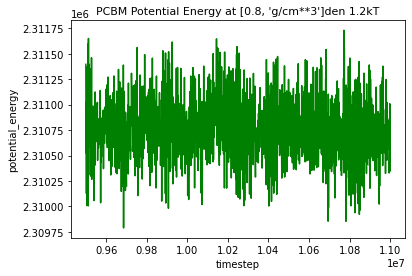 PCBM Potential Energy at [0.8, 'g/cm**3']den 1.2kT
1e6
2.31175
2.31150
2.31125
2.31100
2.31075
2.31050
2.31025
2.31000
2.30975
potential_energy
0.96 0.98 1.00 1.02 1.04 1.06 1.08 1.10
1e7
timestep